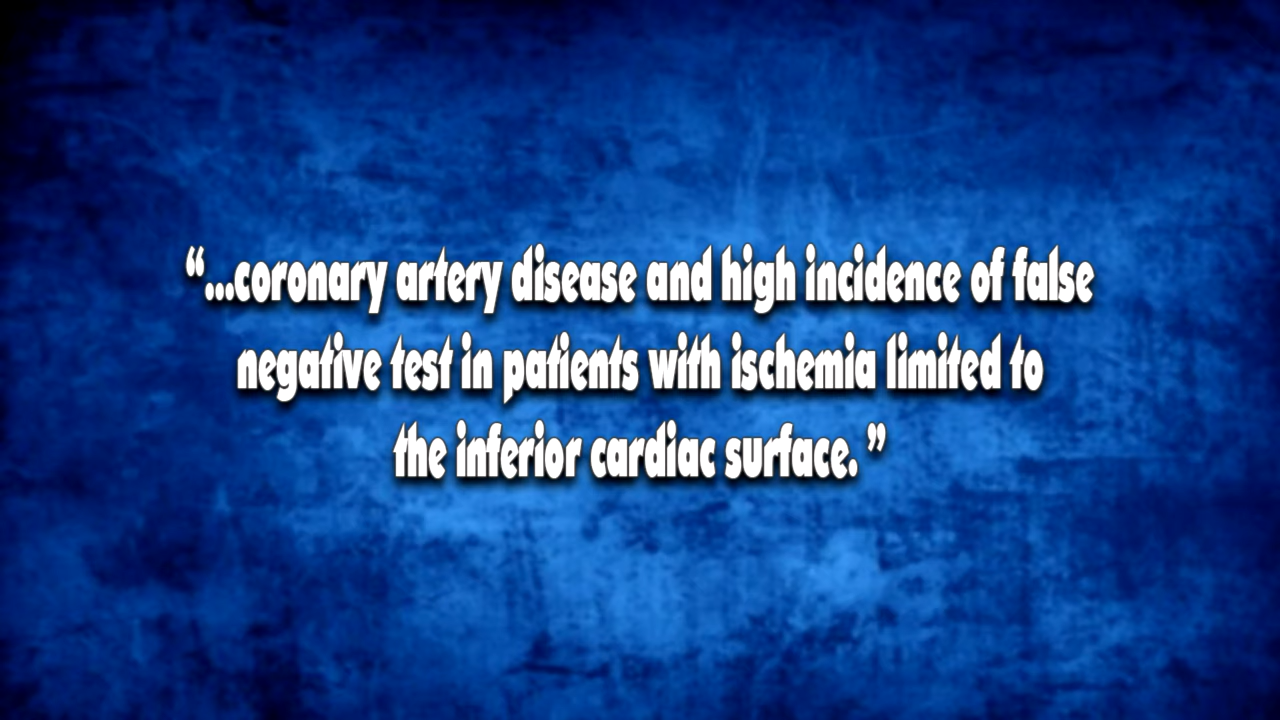 “...coronary artery disease and high incidence of false
negative test in patients with ischemia limited to
the inferior cardiac surface. ”